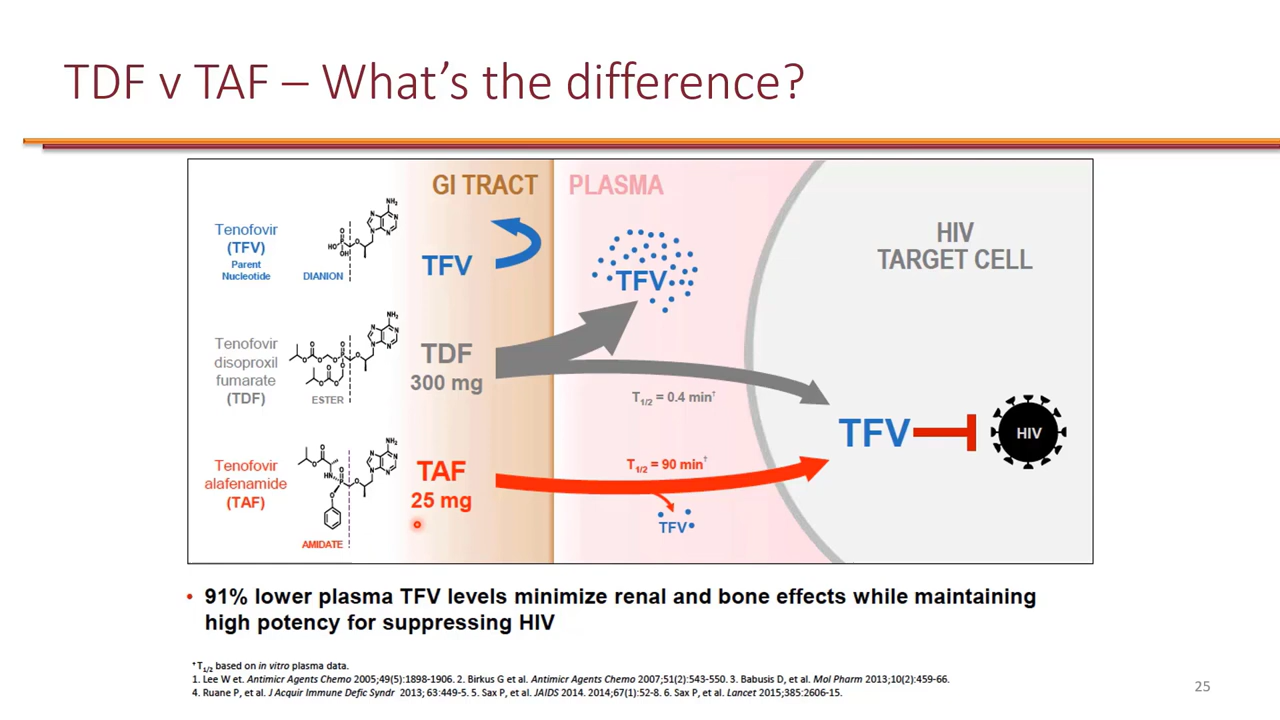 TDF v TAF – What's the difference?
GI TRACT
PLASMA
HIV
TARGET CELL
Tenofovir
(TFV)
Parent
Nucleotide
NH₂
N
N
N
N
O
HO
P
O
OH
DIANION
TFV
TFV
Tenofovir
disoproxil
fumarate
(TDF)
NH₂
N
N
N
N
O
O
O
O
O
P
O
O
O
O
O
ESTER
TDF
300 mg
T1/2 = 0.4 min†
Tenofovir
alafenamide
(TAF)
NH₂
N
N
N
N
O
O
O
HN
P
O
O
AMIDATE
TAF
25 mg
T1/2 = 90 min†
TFV
TFV
HIV
• 91% lower plasma TFV levels minimize renal and bone effects while maintaining
high potency for suppressing HIV
†T1/2 based on in vitro plasma data.
1. Lee W et. Antimicr Agents Chemo 2005;49(5):1898-1906. 2. Birkus G et al. Antimicr Agents Chemo 2007;51(2):543-550. 3. Babusis D, et al. Mol Pharm 2013;10(2):459-66.
4. Ruane P, et al. J Acquir Immune Defic Syndr 2013; 63:449-5. 5. Sax P, et al. JAIDS 2014. 2014;67(1):52-8. 6. Sax P, et al. Lancet 2015;385:2606-15.
25